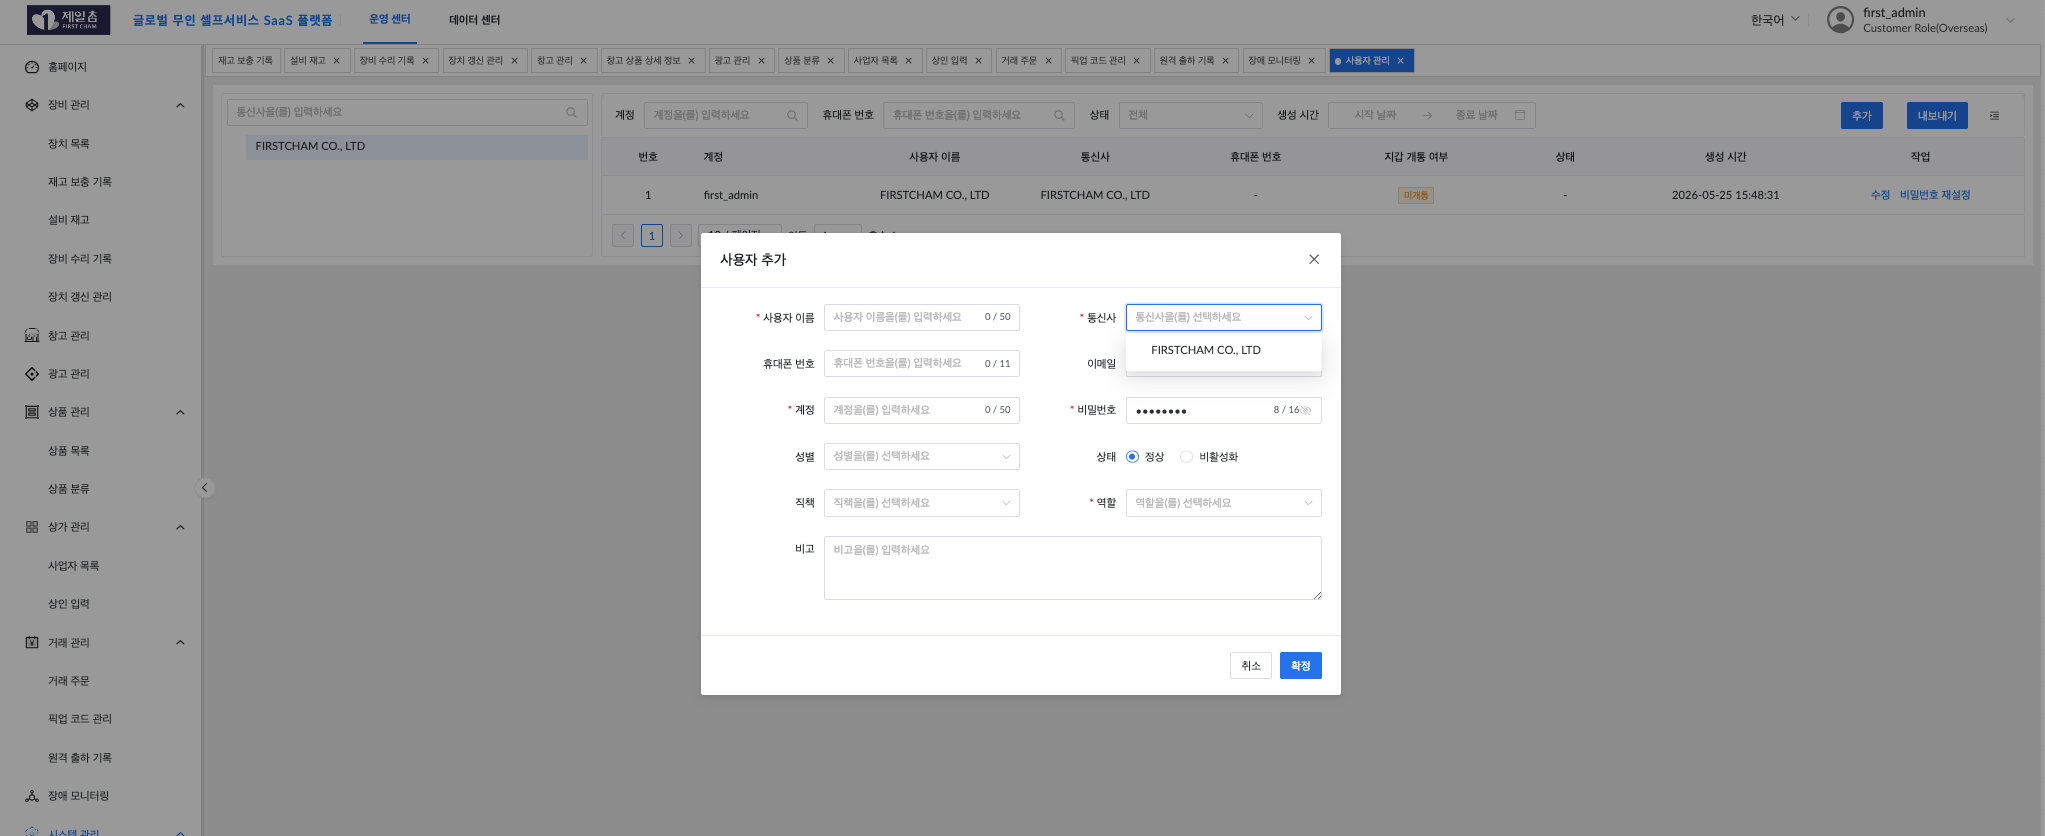 제일참
FIRST CHAM
글로벌 무인 셀프서비스 SaaS 플랫폼
운영 센터
데이터 센터
한국어
first_admin
Customer Role(Overseas)
재고 보충 기록
설비 재고
장비 수리 기록
장치 갱신 관리
창고 관리
창고 상품 상세 정보
광고 관리
상품 분류
사업자 목록
상인 입력
거래 주문
픽업 코드 관리
원격 출하 기록
장애 모니터링
사용자 관리
홈페이지
장비 관리
장치 목록
재고 보충 기록
설비 재고
장비 수리 기록
장치 갱신 관리
창고 관리
광고 관리
상품 관리
상품 목록
상품 분류
상가 관리
사업자 목록
상인 입력
거래 관리
거래 주문
픽업 코드 관리
원격 출하 기록
장애 모니터링
시스템 관리
통신사을(를) 입력하세요
FIRSTCHAM CO., LTD
계정 계정을(를) 입력하세요 휴대폰 번호 휴대폰 번호을(를) 입력하세요 상태 전체 생성 시간 시작 날짜 → 종료 날짜 추가 내보내기
번호 계정 사용자 이름 통신사 휴대폰 번호 지갑 개통 여부 상태 생성 시간 작업
1 first_admin FIRSTCHAM CO., LTD FIRSTCHAM CO., LTD - 미개통 - 2026-05-25 15:48:31 수정 비밀번호 재설정
1
사용자 추가
* 사용자 이름 사용자 이름을(를) 입력하세요 0 / 50 * 통신사 통신사을(를) 선택하세요
FIRSTCHAM CO., LTD
휴대폰 번호 휴대폰 번호을(를) 입력하세요 0 / 11 이메일
* 계정 계정을(를) 입력하세요 0 / 50 * 비밀번호 •••••••• 8 / 16
성별 성별을(를) 선택하세요 상태 정상 비활성화
직책 직책을(를) 선택하세요 * 역할 역할을(를) 선택하세요
비고 비고을(를) 입력하세요
취소 확정